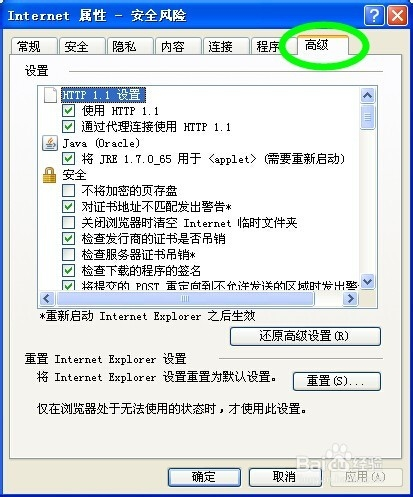 Internet 属性 - 安全风险
常规 安全 隐私 内容 连接 程序 高级
设置
HTTP 1.1 设置
使用 HTTP 1.1
通过代理连接使用 HTTP 1.1
Java (Oracle)
将 JRE 1.7.0_65 用于 <applet> (需要重新启动)
安全
不将加密的页存盘
对证书地址不匹配发出警告*
关闭浏览器时清空 Internet 临时文件夹
检查发行商的证书是否吊销
检查服务器证书吊销*
检查下载的程序的签名
将提交的 POST 重定向到不允许发送的区域时发出警
*重新启动 Internet Explorer 之后生效
还原高级设置(R)
重置 Internet Explorer 设置
将 Internet Explorer 设置重置为默认设置。
重置(S)...
仅在浏览器处于无法使用的状态时,才使用此设置。
Baidu 经验
确定 取消 应用(A)